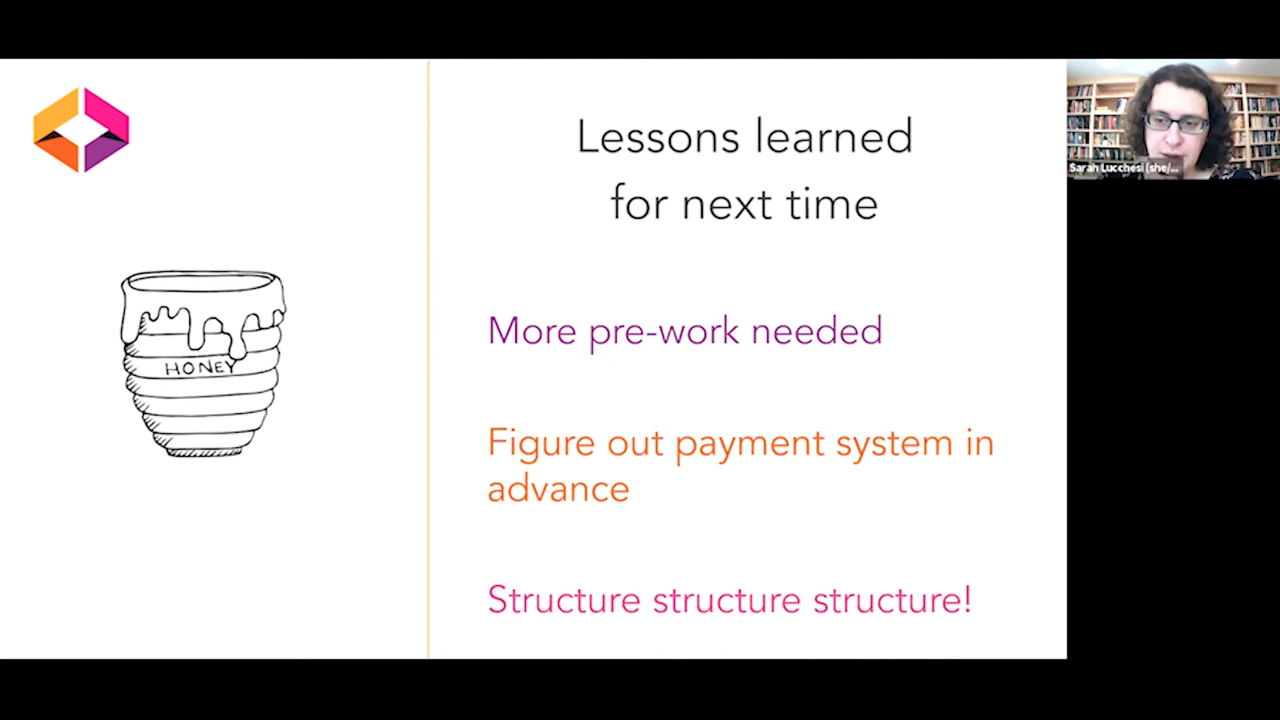 Lessons learned
for next time
Sarah Lucchesi (she/...
HONEY
More pre-work needed
Figure out payment system in
advance
Structure structure structure!